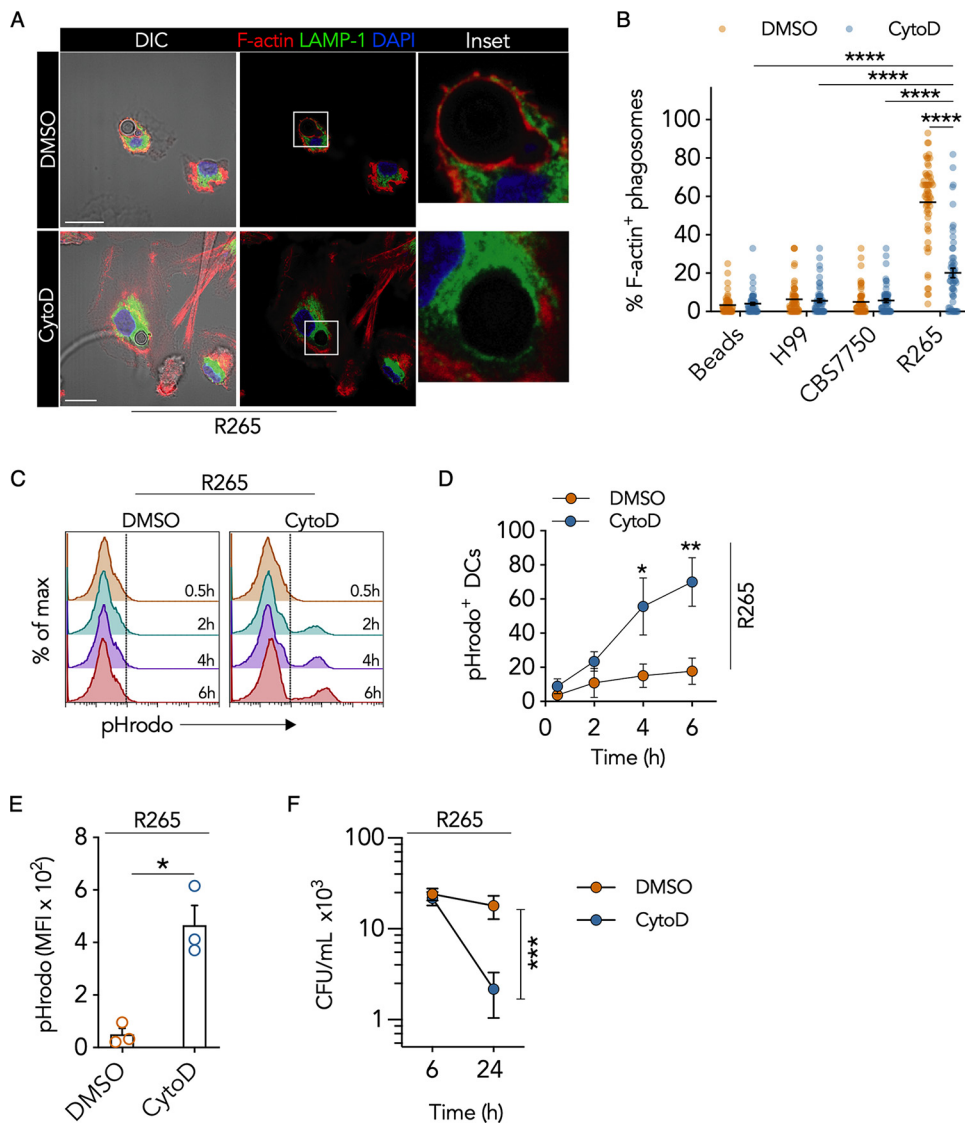 A
DIC
F-actin LAMP-1 DAPI
Inset
DMSO
CytoD
R265
B
DMSO
CytoD
****
****
****
****
% F-actin+ phagosomes
100
80
60
40
20
0
Beads
H99
CBS7750
R265
C
R265
DMSO
CytoD
% of max
0.5h
2h
4h
6h
0.5h
2h
4h
6h
pHrodo
D
DMSO
CytoD
pHrodo+ DCs
100
80
60
40
20
0
*
**
R265
0
2
4
6
Time (h)
E
R265
pHrodo (MFI x 10²)
8
6
4
2
0
*
DMSO
CytoD
F
R265
CFU/mL x10³
100
10
1
***
DMSO
CytoD
6
24
Time (h)